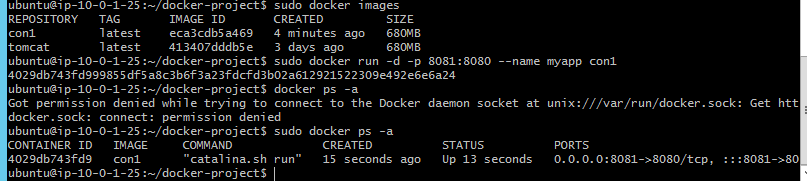 ubuntu@ip-10-0-1-25:~/docker-project$ sudo docker images
REPOSITORY   TAG       IMAGE ID       CREATED         SIZE
con1         latest    eca3cdb5a469   4 minutes ago   680MB
tomcat       latest    413407dddb5e   3 days ago      680MB
ubuntu@ip-10-0-1-25:~/docker-project$ sudo docker run -d -p 8081:8080 --name myapp con1
4029db743fd999855df5a8c3b6f3a23fdcfd3b02a612921522309e492e6e6a24
ubuntu@ip-10-0-1-25:~/docker-project$ docker ps -a
Got permission denied while trying to connect to the Docker daemon socket at unix:///var/run/docker.sock: Get htt
docker.sock: connect: permission denied
ubuntu@ip-10-0-1-25:~/docker-project$ sudo docker ps -a
CONTAINER ID   IMAGE     COMMAND             CREATED          STATUS          PORTS
4029db743fd9   con1      "catalina.sh run"   15 seconds ago   Up 13 seconds   0.0.0.0:8081->8080/tcp, :::8081->80
ubuntu@ip-10-0-1-25:~/docker-project$